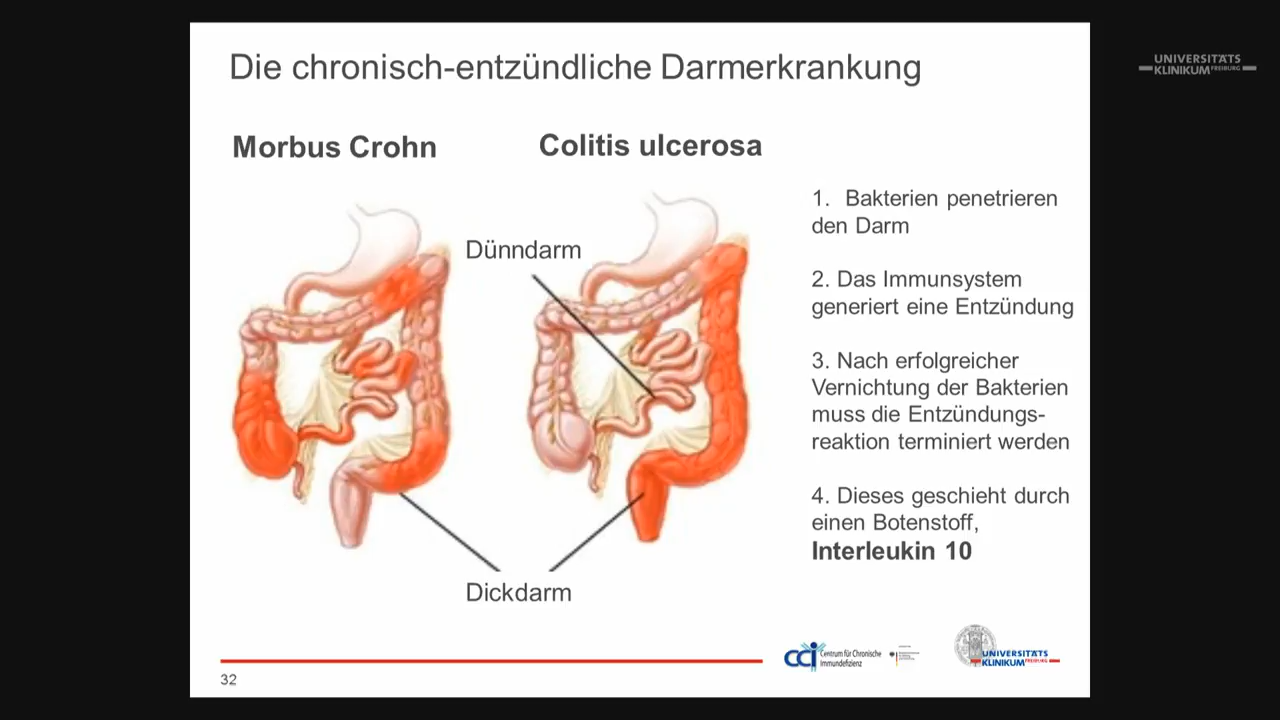 Die chronisch-entzündliche Darmerkrankung
UNIVERSITÄTS
KLINIKUM FREIBURG
Morbus Crohn
Colitis ulcerosa
Dünndarm
Dickdarm
1. Bakterien penetrieren
den Darm
2. Das Immunsystem
generiert eine Entzündung
3. Nach erfolgreicher
Vernichtung der Bakterien
muss die Entzündungs-
reaktion terminiert werden
4. Dieses geschieht durch
einen Botenstoff,
Interleukin 10
cci Centrum für Chronische
Immundefizienz
UNIVERSITÄTS
KLINIKUM FREIBURG
32